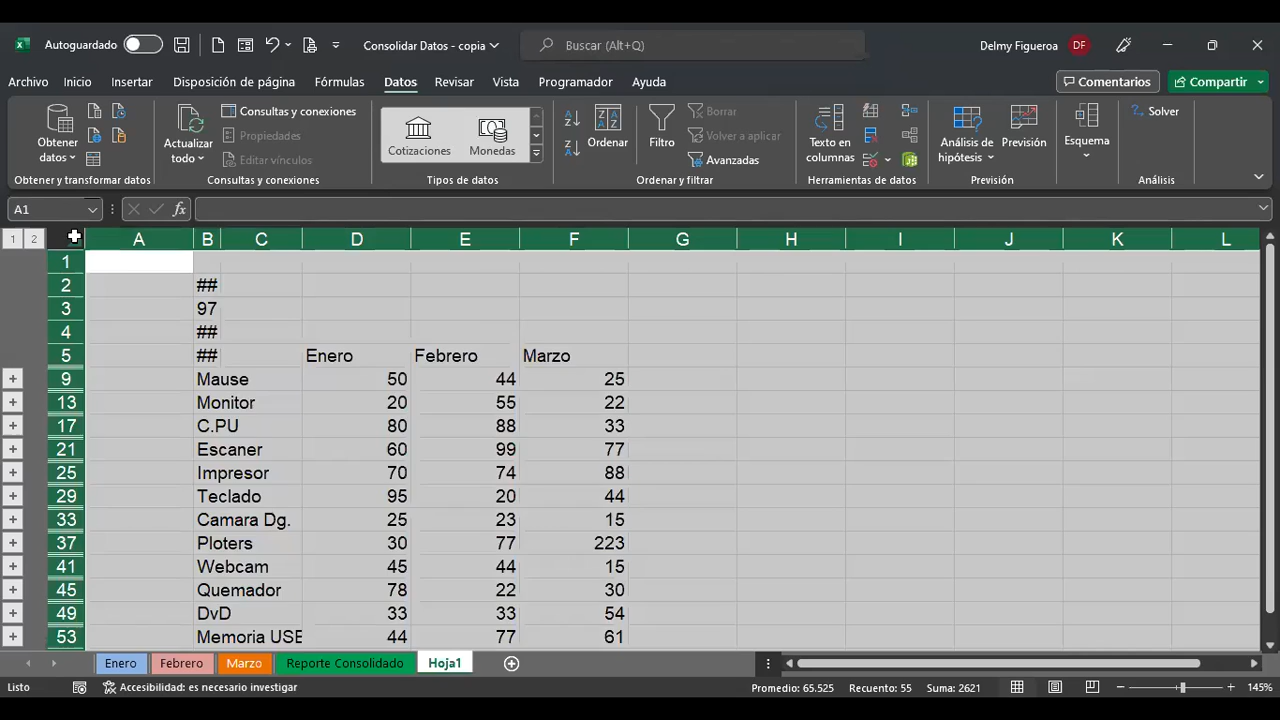 Autoguardado Consolidar Datos - copia Buscar (Alt+Q) Delmy Figueroa DF
Archivo Inicio Insertar Disposición de página Fórmulas Datos Revisar Vista Programador Ayuda Comentarios Compartir
Obtener datos
Obtener y transformar datos
Actualizar todo
Consultas y conexiones
Propiedades
Editar vínculos
Consultas y conexiones
Cotizaciones Monedas
Tipos de datos
Ordenar
Filtro
Borrar
Volver a aplicar
Avanzadas
Ordenar y filtrar
Texto en columnas
Herramientas de datos
Análisis de hipótesis
Previsión
Previsión
Esquema
Solver
Análisis
A1 fx
1 2 A B C D E F G H I J K L
1
2 ##
3 97
4 ##
5 ## Enero Febrero Marzo
9 Mause 50 44 25
13 Monitor 20 55 22
17 C.PU 80 88 33
21 Escaner 60 99 77
25 Impresor 70 74 88
29 Teclado 95 20 44
33 Camara Dg. 25 23 15
37 Ploters 30 77 223
41 Webcam 45 44 15
45 Quemador 78 22 30
49 DvD 33 33 54
53 Memoria USB 44 77 61
Enero Febrero Marzo Reporte Consolidado Hoja1
Listo Accesibilidad: es necesario investigar Promedio: 65.525 Recuento: 55 Suma: 2621 145%